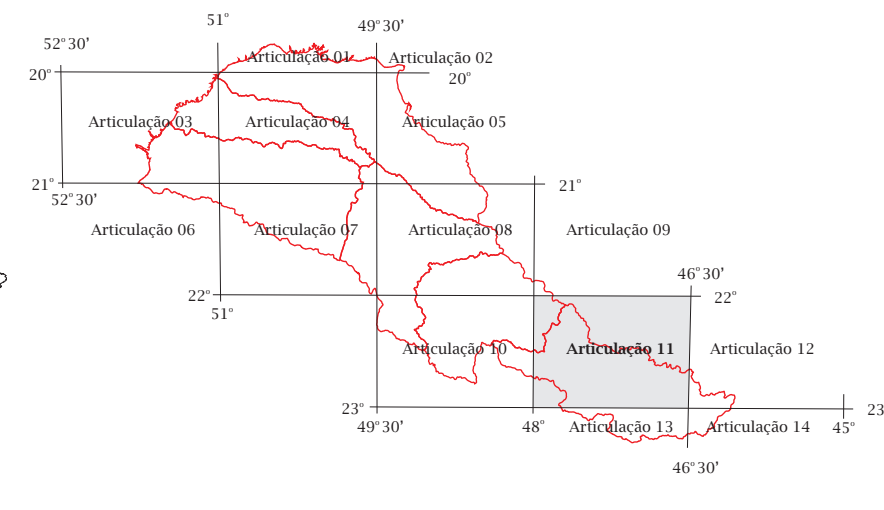 51°
49°30'
52°30'
Articulação 01
Articulação 02
20°
20°
Articulação 03
Articulação 04
Articulação 05
21°
21°
52°30'
Articulação 06
Articulação 07
Articulação 08
Articulação 09
46°30'
22°
22°
51°
Articulação 10
Articulação 11
Articulação 12
23°
23
49°30'
48°
Articulação 13
Articulação 14
45°
46°30'